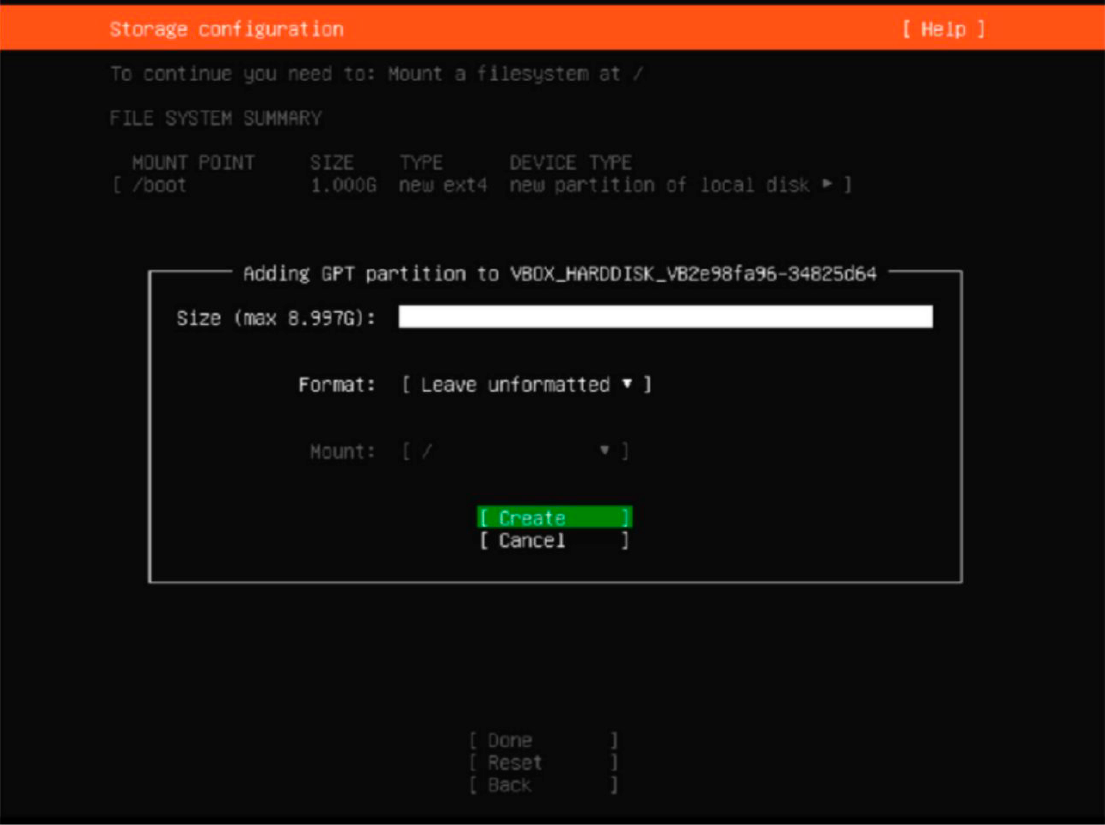 Storage configuration [ Help ]
To continue you need to: Mount a filesystem at /
FILE SYSTEM SUMMARY
MOUNT POINT SIZE TYPE DEVICE TYPE
[ /boot 1.000G new ext4 new partition of local disk ▸ ]
Adding GPT partition to VBOX_HARDDISK_VB2e98fa96-34825d64
Size (max 8.997G):
Format: [ Leave unformatted ▾ ]
Mount: [ / ▾ ]
[ Create ]
[ Cancel ]
[ Done ]
[ Reset ]
[ Back ]